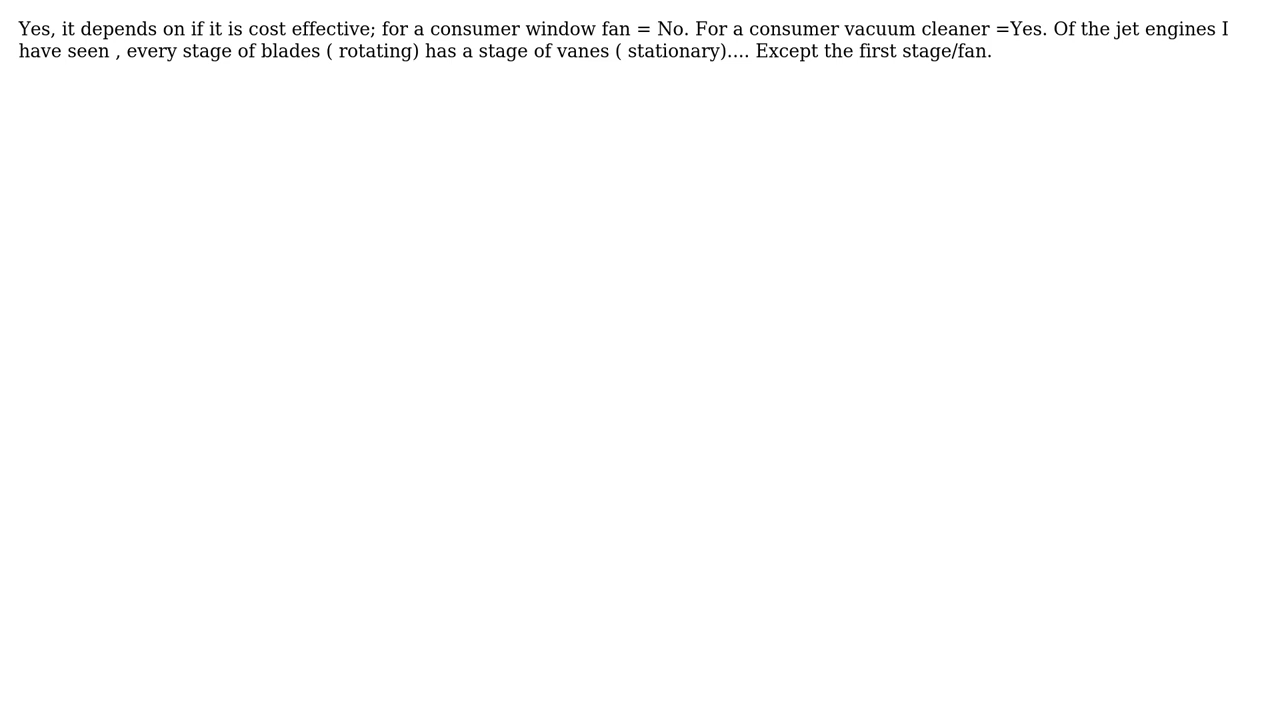 Yes, it depends on if it is cost effective; for a consumer window fan = No. For a consumer vacuum cleaner =Yes. Of the jet engines I
have seen , every stage of blades ( rotating) has a stage of vanes ( stationary).... Except the first stage/fan.